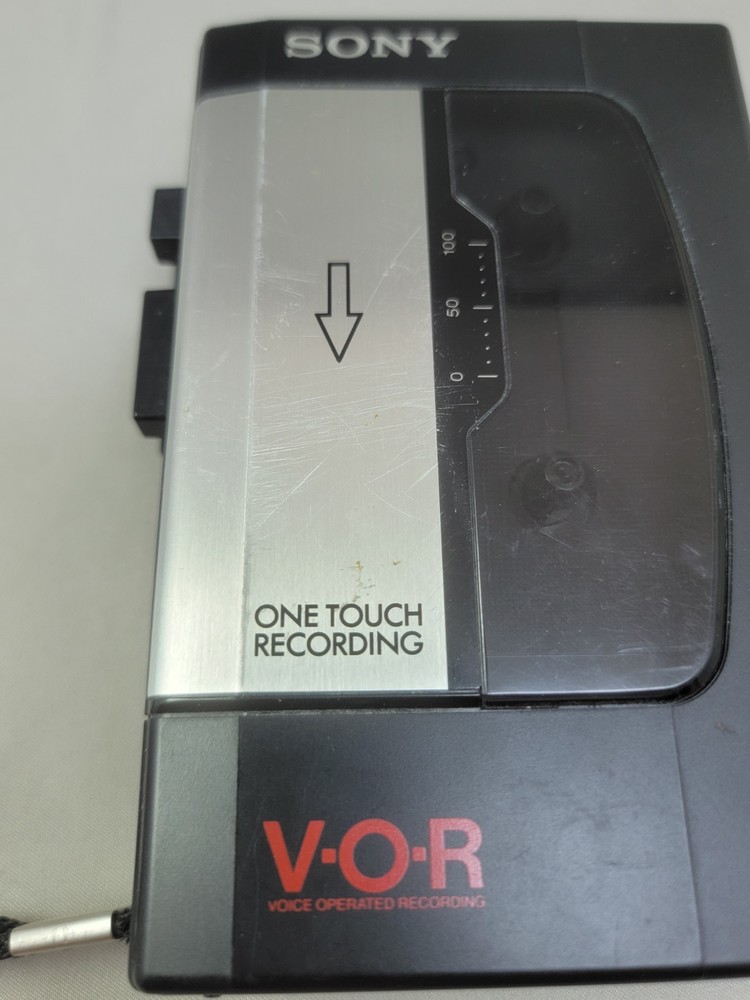 SONY
100
50
0
ONE TOUCH
RECORDING
V·O·R
VOICE OPERATED RECORDING